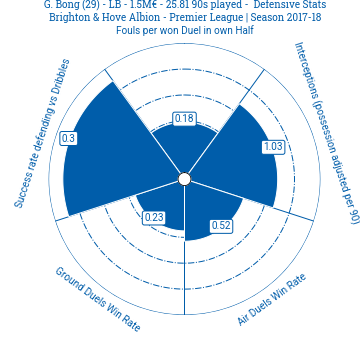 G. Bong (29) - LB - 1.5M€ - 25.81 90s played -  Defensive Stats
Brighton & Hove Albion - Premier League | Season 2017-18
Fouls per won Duel in own Half
Interceptions (possession adjusted per 90)
Success rate defending vs Dribbles
0.18
0.3
1.03
0.23
0.52
Ground Duels Win Rate
Air Duels Win Rate